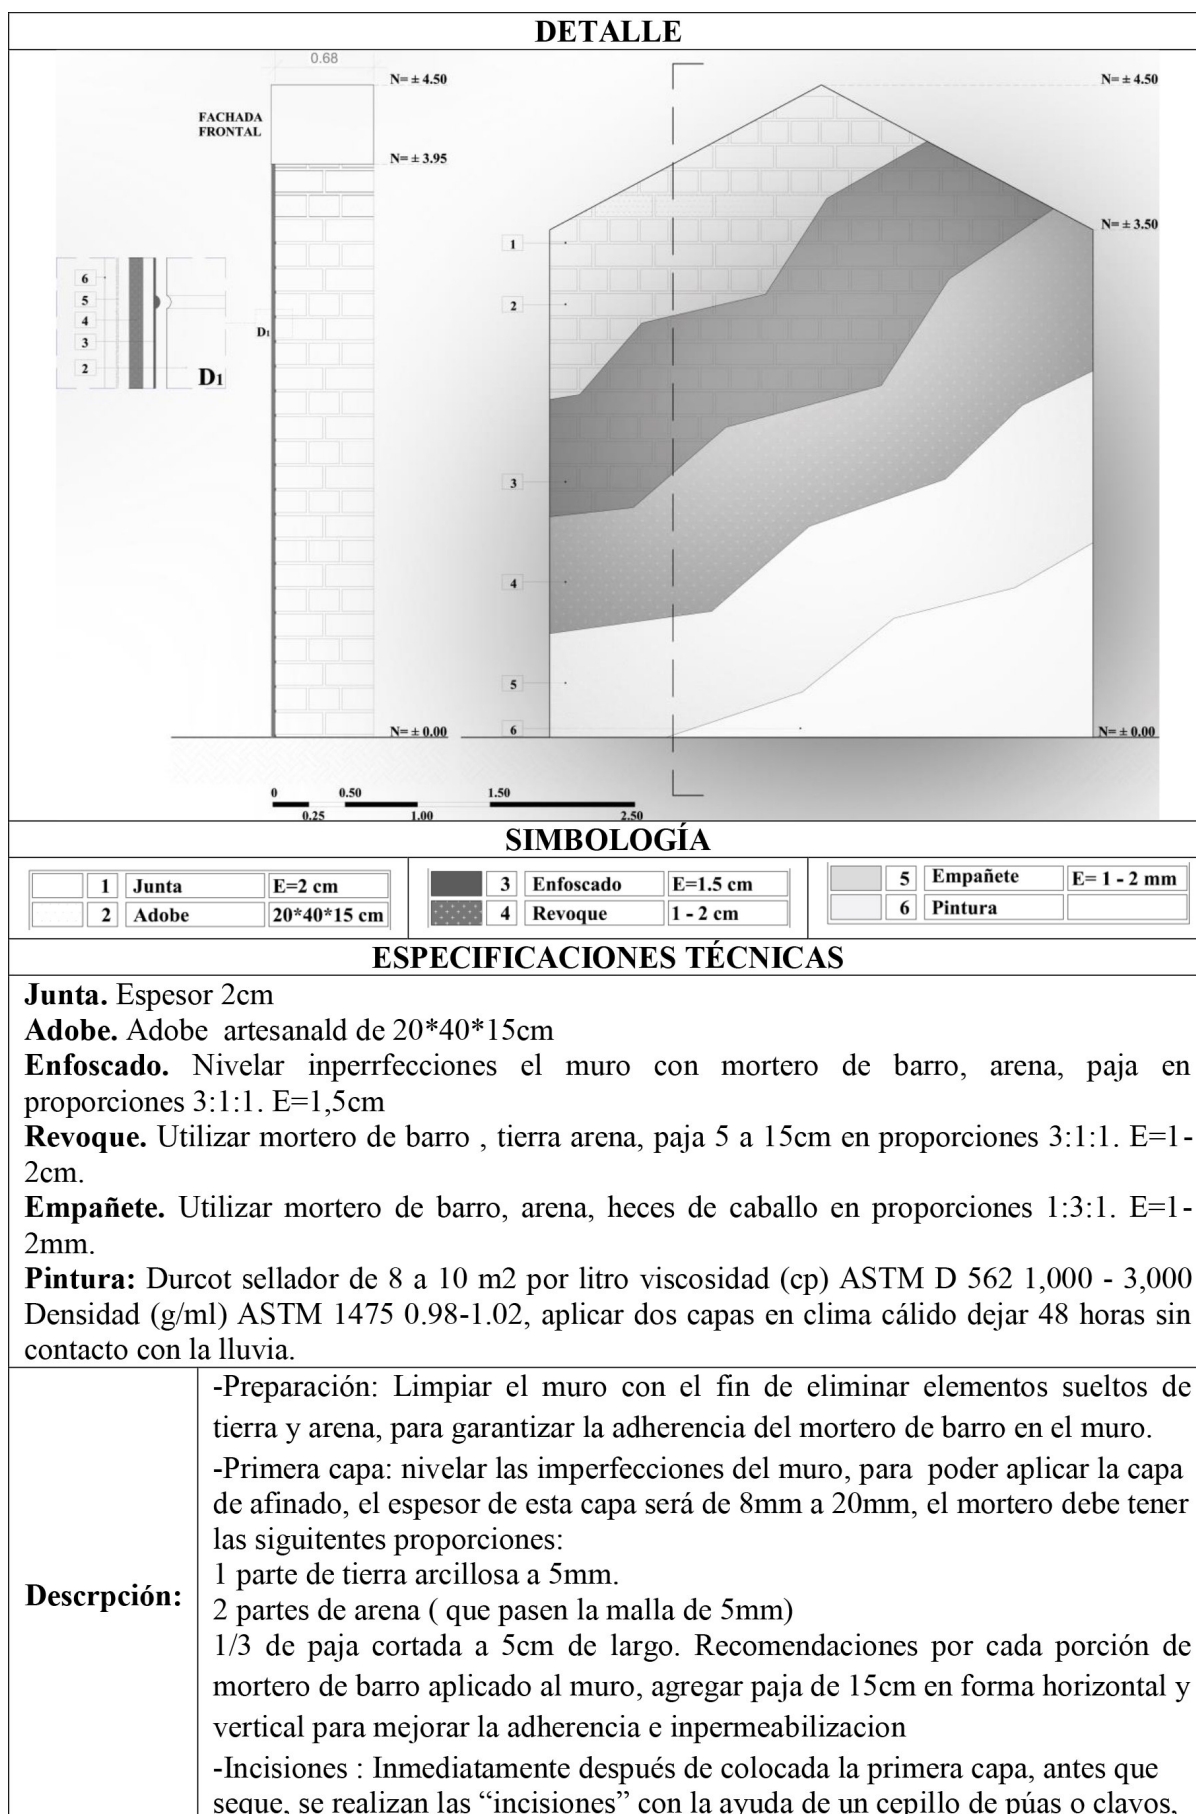 DETALLE
0.68
N= ± 4.50
N= ± 4.50
FACHADA
FRONTAL
N= ± 3.95
N= ± 3.50
1
6
5
2
4
D1
3
2
D1
3
4
5
6
N= ± 0.00
N= ± 0.00
0
0.50
1.50
0.25
1.00
2.50
SIMBOLOGÍA
1 Junta E=2 cm
2 Adobe 20*40*15 cm
3 Enfoscado E=1.5 cm
4 Revoque 1 - 2 cm
5 Empañete E= 1 - 2 mm
6 Pintura
ESPECIFICACIONES TÉCNICAS
Junta. Espesor 2cm
Adobe. Adobe artesanald de 20*40*15cm
Enfoscado. Nivelar inperrfecciones el muro con mortero de barro, arena, paja en
proporciones 3:1:1. E=1,5cm
Revoque. Utilizar mortero de barro , tierra arena, paja 5 a 15cm en proporciones 3:1:1. E=1-
2cm.
Empañete. Utilizar mortero de barro, arena, heces de caballo en proporciones 1:3:1. E=1-
2mm.
Pintura: Durcot sellador de 8 a 10 m2 por litro viscosidad (cp) ASTM D 562 1,000 - 3,000
Densidad (g/ml) ASTM 1475 0.98-1.02, aplicar dos capas en clima cálido dejar 48 horas sin
contacto con la lluvia.
Descrpción:
-Preparación: Limpiar el muro con el fin de eliminar elementos sueltos de
tierra y arena, para garantizar la adherencia del mortero de barro en el muro.
-Primera capa: nivelar las imperfecciones del muro, para poder aplicar la capa
de afinado, el espesor de esta capa será de 8mm a 20mm, el mortero debe tener
las siguitentes proporciones:
1 parte de tierra arcillosa a 5mm.
2 partes de arena ( que pasen la malla de 5mm)
1/3 de paja cortada a 5cm de largo. Recomendaciones por cada porción de
mortero de barro aplicado al muro, agregar paja de 15cm en forma horizontal y
vertical para mejorar la adherencia e inpermeabilizacion
-Incisiones : Inmediatamente después de colocada la primera capa, antes que
seque, se realizan las “incisiones” con la ayuda de un cepillo de púas o clavos,